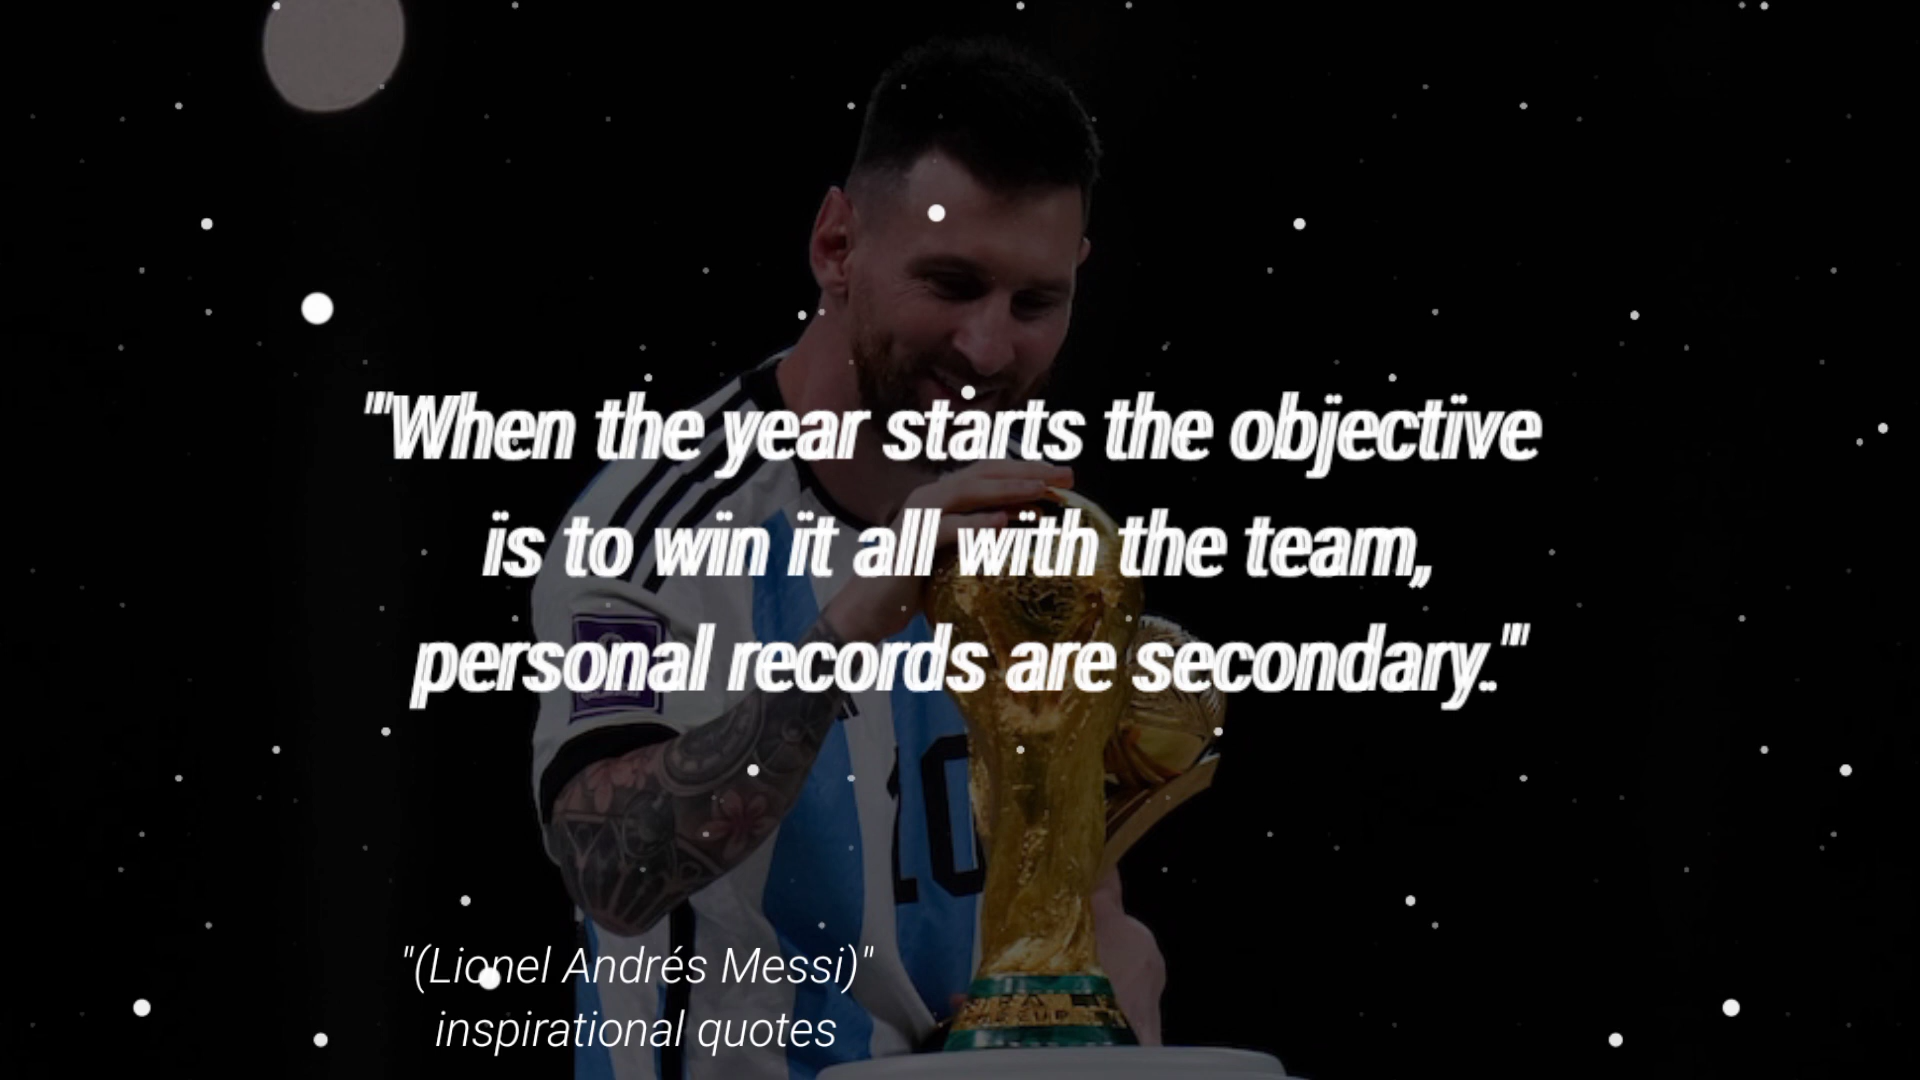 "'When the year starts the objective
is to win it all with the team,
personal records are secondary.'"
10
"(Lionel Andrés Messi)"
inspirational quotes